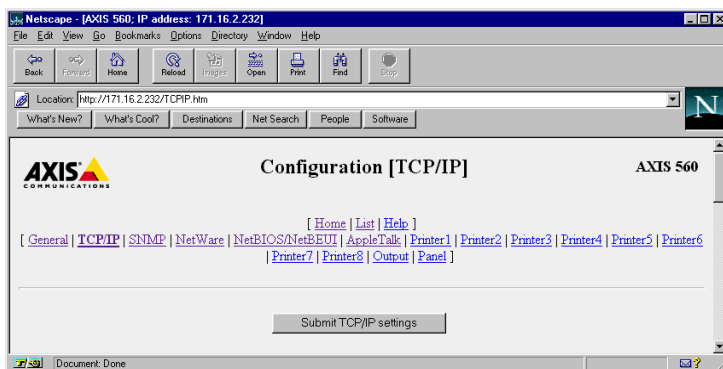 Netscape - [AXIS 560; IP address: 171.16.2.232]
File Edit View Go Bookmarks Options Directory Window Help
Back Forward Home Reload Images Open Print Find Stop
Location: http://171.16.2.232/TCPIP.htm
N
What's New? What's Cool? Destinations Net Search People Software
AXIS COMMUNICATIONS
Configuration [TCP/IP]
AXIS 560
[ Home | List | Help ]
[ General | TCP/IP | SNMP | NetWare | NetBIOS/NetBEUI | AppleTalk | Printer1 | Printer2 | Printer3 | Printer4 | Printer5 | Printer6
| Printer7 | Printer8 | Output | Panel ]
Submit TCP/IP settings
Document: Done